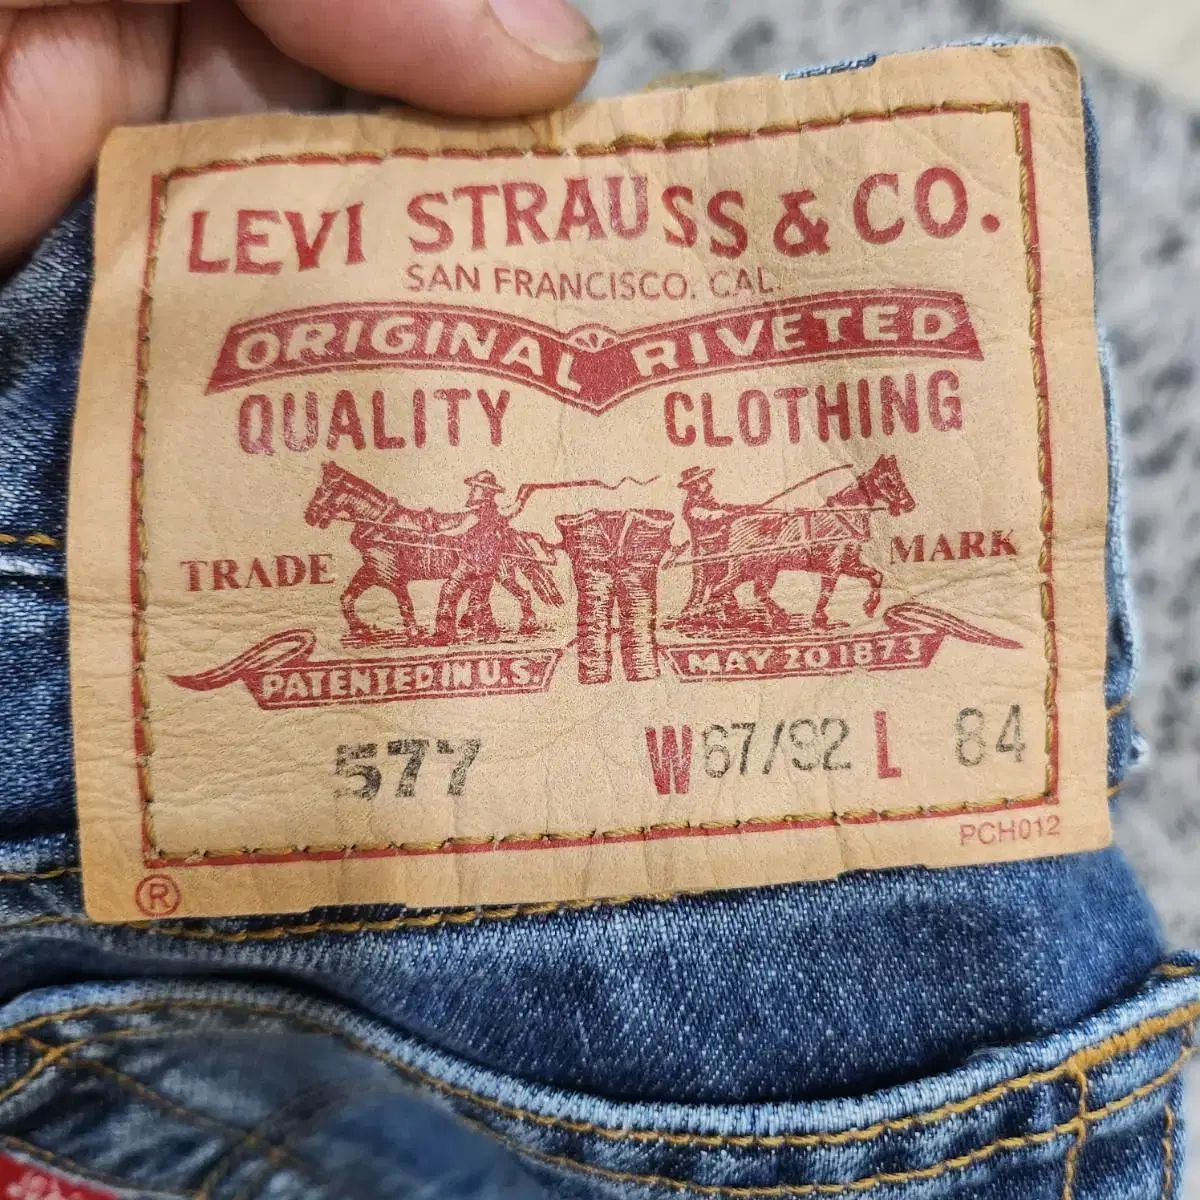 LEVI STRAUSS & CO.
SAN FRANCISCO. CAL.
ORIGINAL RIVETED
QUALITY CLOTHING
TRADE MARK
PATENTED IN U.S. MAY 20 1873
577 W 67/92 L 84
PCH012
®